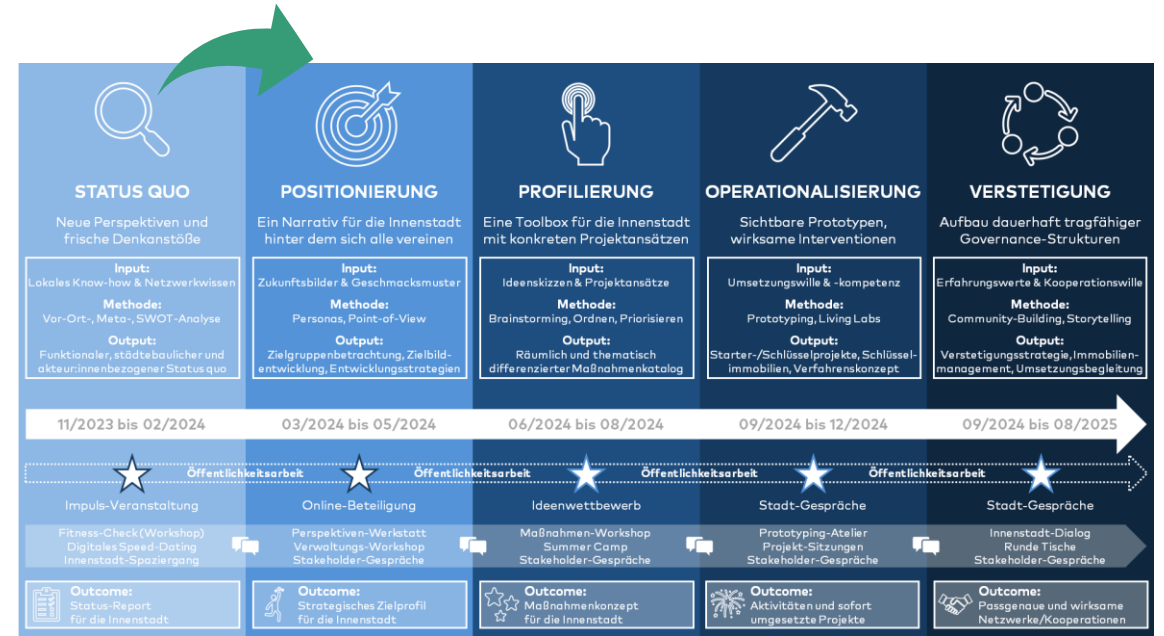 STATUS QUO
Neue Perspektiven und
frische Denkanstöße
Input:
Lokales Know-how & Netzwerkwissen
Methode:
Vor-Ort-, Meta-, SWOT-Analyse
Output:
Funktionaler, städtebaulicher und
akteur:innenbezogener Status quo
POSITIONIERUNG
Ein Narrativ für die Innenstadt
hinter dem sich alle vereinen
Input:
Zukunftsbilder & Geschmacksmuster
Methode:
Personas, Point-of-View
Output:
Zielgruppenbetrachtung, Zielbild-
entwicklung, Entwicklungsstrategien
PROFILIERUNG
Eine Toolbox für die Innenstadt
mit konkreten Projektansätzen
Input:
Ideenskizzen & Projektansätze
Methode:
Brainstorming, Ordnen, Priorisieren
Output:
Räumlich und thematisch
differenzierter Maßnahmenkatalog
OPERATIONALISIERUNG
Sichtbare Prototypen,
wirksame Interventionen
Input:
Umsetzungswille & -kompetenz
Methode:
Prototyping, Living Labs
Output:
Starter-/Schlüsselprojekte, Schlüssel-
immobilien, Verfahrenskonzept
VERSTETIGUNG
Aufbau dauerhaft tragfähiger
Governance-Strukturen
Input:
Erfahrungswerte & Kooperationswille
Methode:
Community-Building, Storytelling
Output:
Verstetigungsstrategie, Immobilien-
management, Umsetzungsbegleitung
11/2023 bis 02/2024
03/2024 bis 05/2024
06/2024 bis 08/2024
09/2024 bis 12/2024
09/2024 bis 08/2025
Öffentlichkeitsarbeit
Öffentlichkeitsarbeit
Öffentlichkeitsarbeit
Öffentlichkeitsarbeit
Impuls-Veranstaltung
Fitness-Check (Workshop)
Digitales Speed-Dating
Innenstadt-Spaziergang
Outcome:
Status-Report
für die Innenstadt
Online-Beteiligung
Perspektiven-Werkstatt
Verwaltungs-Workshop
Stakeholder-Gespräche
Outcome:
Strategisches Zielprofil
für die Innenstadt
Ideenwettbewerb
Maßnahmen-Workshop
Summer Camp
Stakeholder-Gespräche
Outcome:
Maßnahmenkonzept
für die Innenstadt
Stadt-Gespräche
Prototyping-Atelier
Projekt-Sitzungen
Stakeholder-Gespräche
Outcome:
Aktivitäten und sofort
umgesetzte Projekte
Stadt-Gespräche
Innenstadt-Dialog
Runde Tische
Stakeholder-Gespräche
Outcome:
Passgenaue und wirksame
Netzwerke/Kooperationen